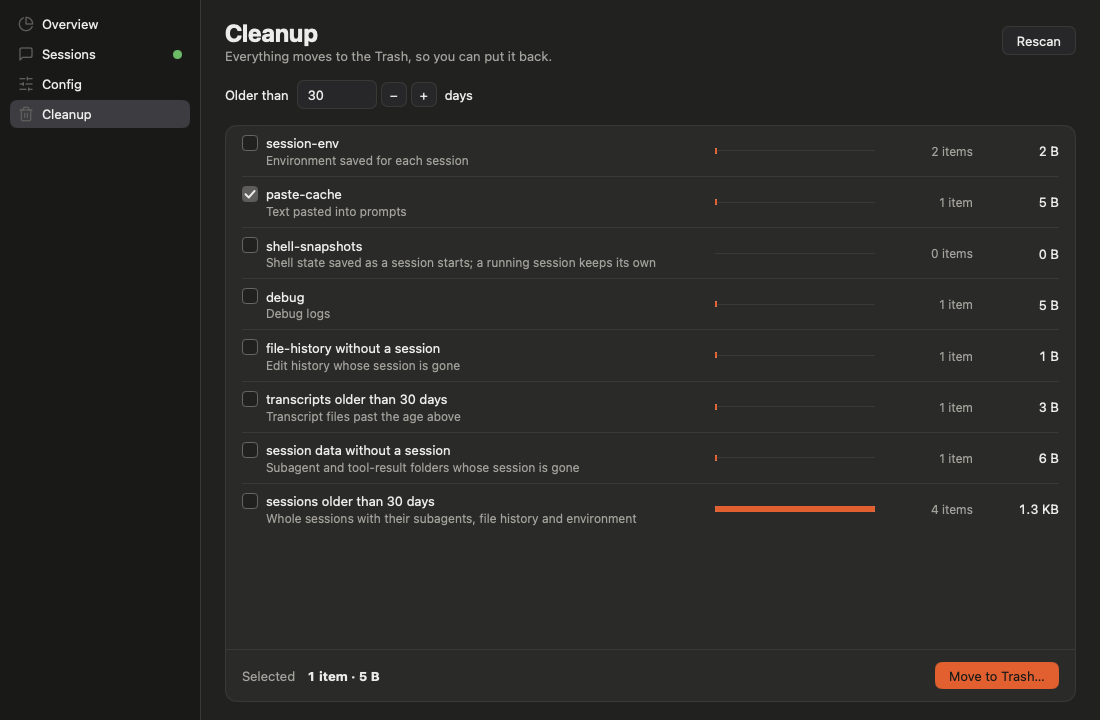 Overview
Sessions
Config
Cleanup
Cleanup
Everything moves to the Trash, so you can put it back.
Rescan
Older than 30 − + days
session-env
Environment saved for each session
2 items 2 B
paste-cache
Text pasted into prompts
1 item 5 B
shell-snapshots
Shell state saved as a session starts; a running session keeps its own
0 items 0 B
debug
Debug logs
1 item 5 B
file-history without a session
Edit history whose session is gone
1 item 1 B
transcripts older than 30 days
Transcript files past the age above
1 item 3 B
session data without a session
Subagent and tool-result folders whose session is gone
1 item 6 B
sessions older than 30 days
Whole sessions with their subagents, file history and environment
4 items 1.3 KB
Selected 1 item · 5 B
Move to Trash...